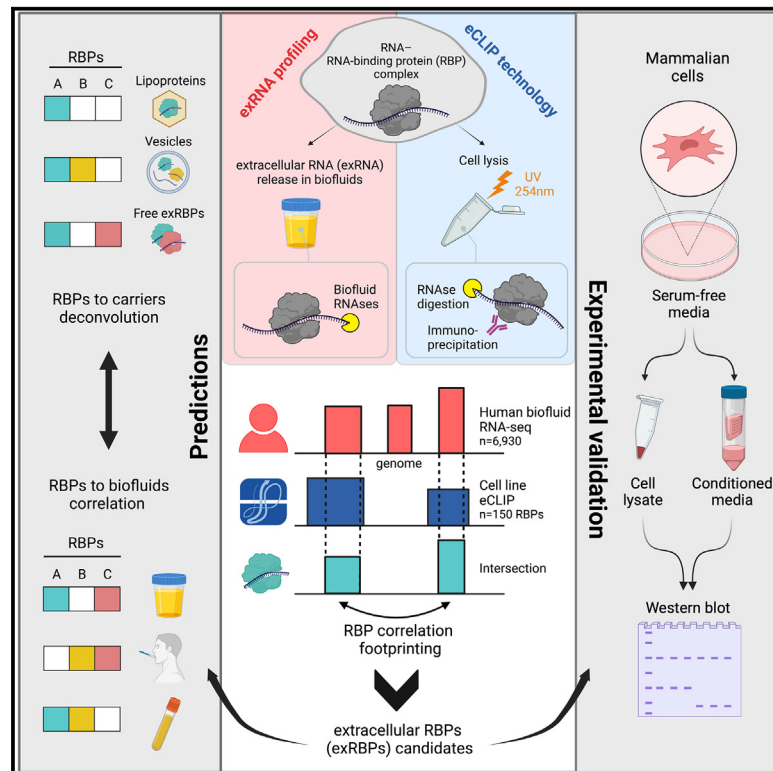 RBPs
A B C
Lipoproteins
Vesicles
Free exRBPs
RBPs to carriers
deconvolution
RBPs to biofluids
correlation
RBPs
A B C
Predictions
exRNA profiling
eCLIP technology
RNA–
RNA-binding protein (RBP)
complex
extracellular RNA (exRNA)
release in biofluids
Cell lysis
UV
254nm
Biofluid
RNAses
RNAse
digestion
Immuno-
precipitation
Human biofluid
RNA-seq
n=6,930
genome
Cell line
eCLIP
n=150 RBPs
Intersection
RBP correlation
footprinting
extracellular RBPs
(exRBPs) candidates
Experimental validation
Mammalian
cells
Serum-free
media
Cell
lysate
Conditioned
media
Western blot